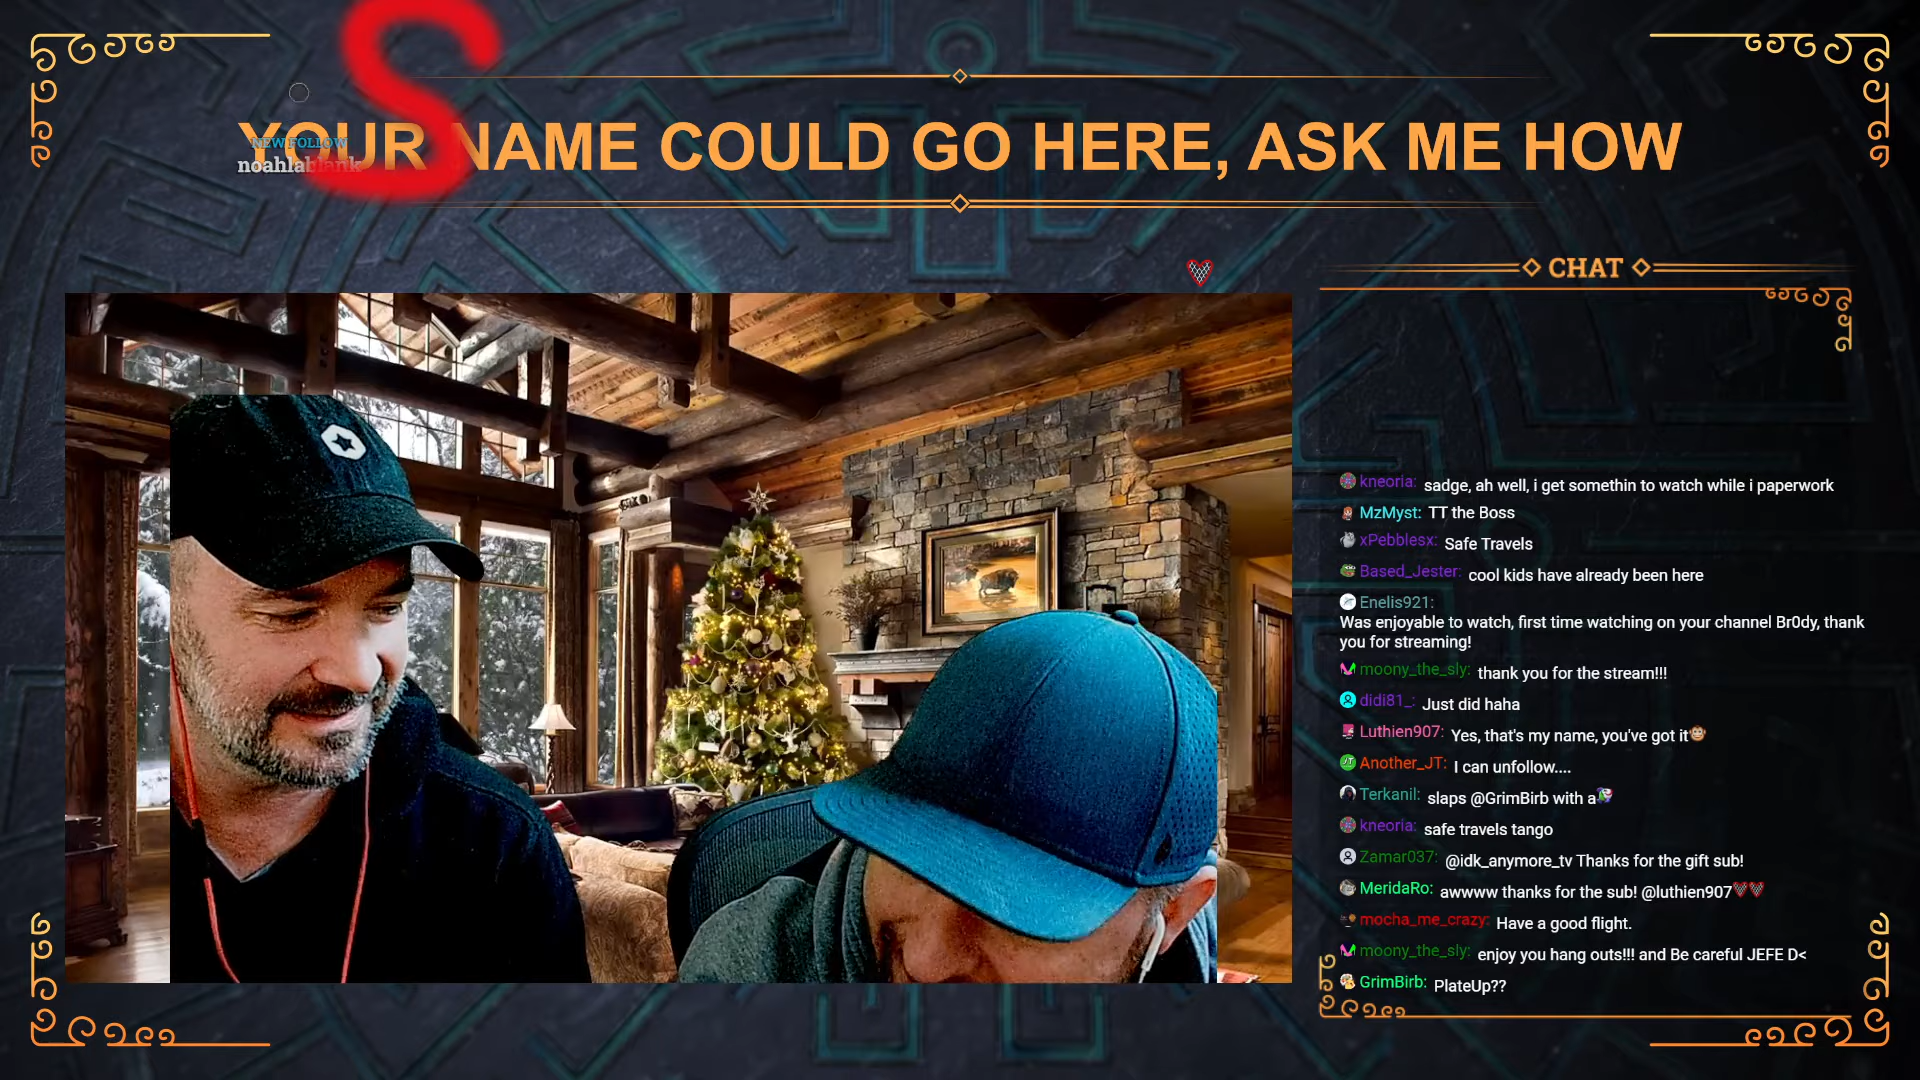 S
YOUR NAME COULD GO HERE, ASK ME HOW
NEW FOLLOW
noahlablank
CHAT
kneoria: sadge, ah well, i get somethin to watch while i paperwork
MzMyst: TT the Boss
xPebblesx: Safe Travels
Based_Jester: cool kids have already been here
Enelis921:
Was enjoyable to watch, first time watching on your channel Br0dy, thank
you for streaming!
moony_the_sly: thank you for the stream!!!
didi81_: Just did haha
Luthien907: Yes, that's my name, you've got it
Another_JT: I can unfollow....
Terkanil: slaps @GrimBirb with a
kneoria: safe travels tango
Zamar037: @idk_anymore_tv Thanks for the gift sub!
MeridaRo: awwww thanks for the sub! @luthien907
mocha_me_crazy: Have a good flight.
moony_the_sly: enjoy you hang outs!!! and Be careful JEFE D<
GrimBirb: PlateUp??